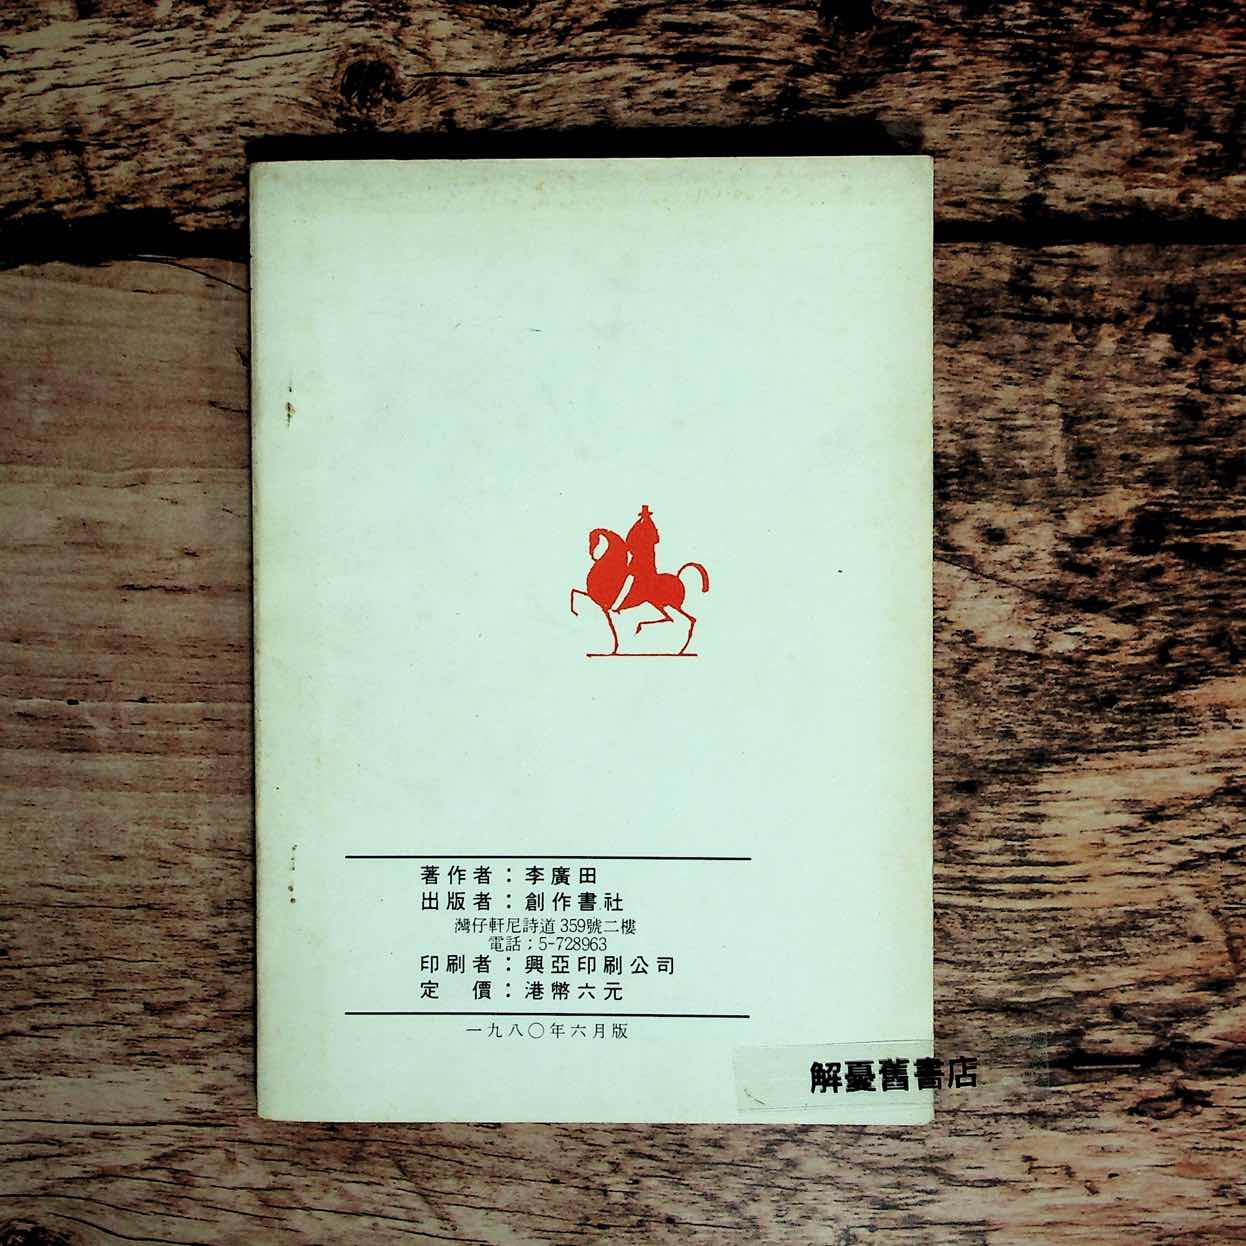 著作者：李廣田
出版者：創作書社
灣仔軒尼詩道359號二樓
電話：5-728963
印刷者：興亞印刷公司
定　價：港幣六元
一九八〇年六月版
解憂舊書店